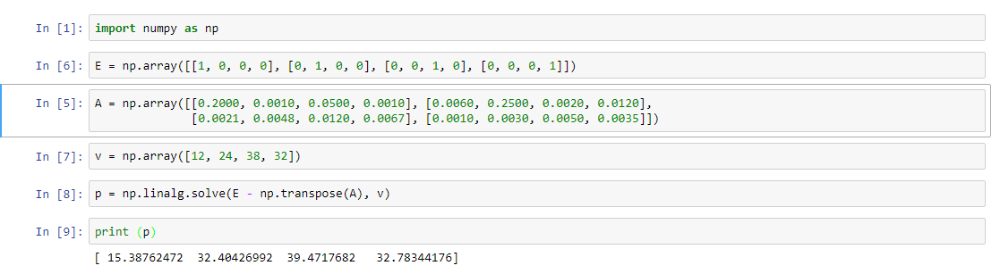 In [1]: import numpy as np
In [6]: E = np.array([[1, 0, 0, 0], [0, 1, 0, 0], [0, 0, 1, 0], [0, 0, 0, 1]])
In [5]: A = np.array([[0.2000, 0.0010, 0.0500, 0.0010], [0.0060, 0.2500, 0.0020, 0.0120],
[0.0021, 0.0048, 0.0120, 0.0067], [0.0010, 0.0030, 0.0050, 0.0035]])
In [7]: v = np.array([12, 24, 38, 32])
In [8]: p = np.linalg.solve(E - np.transpose(A), v)
In [9]: print (p)
[ 15.38762472  32.40426992  39.4717682   32.78344176]